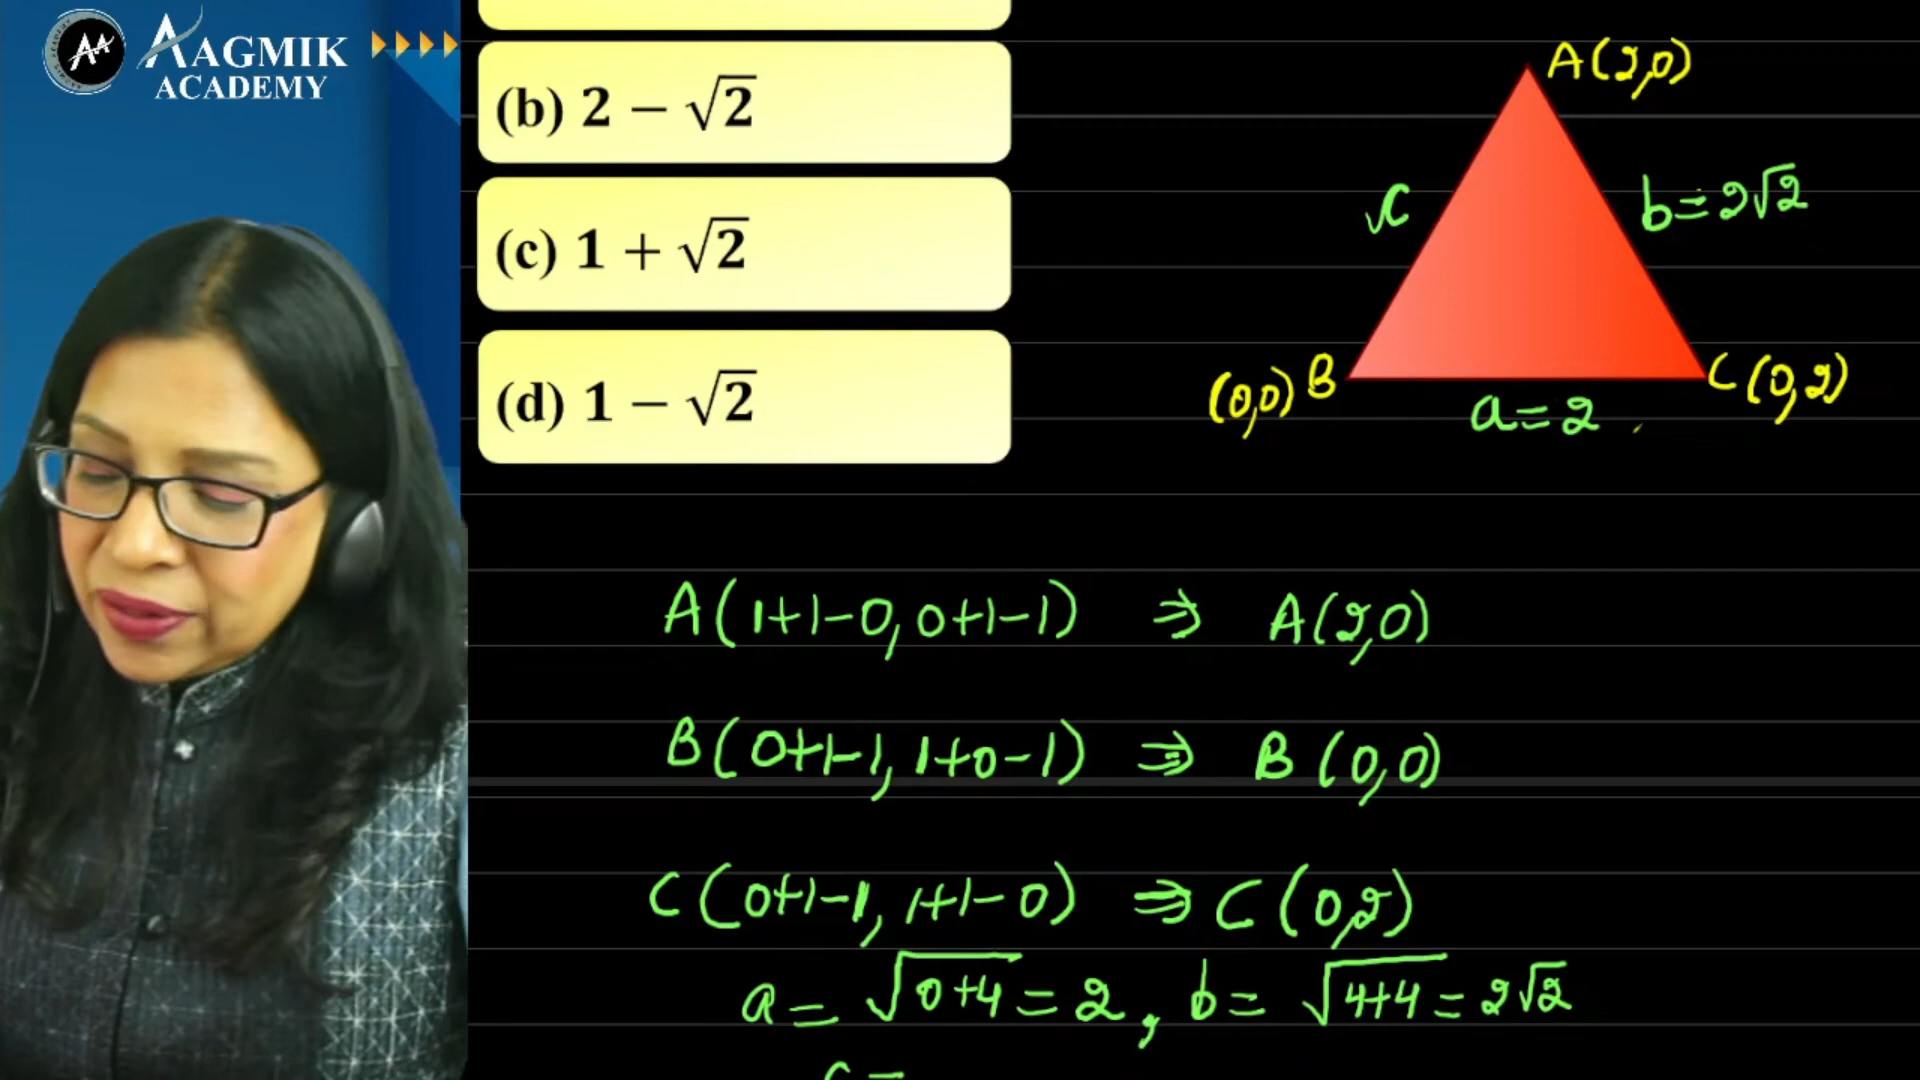 AAGMIK
ACADEMY
(b) 2 − √2
(c) 1 + √2
(d) 1 − √2
A(2,0)
c
b=2√2
(0,0) B
C(0,2)
a=2
A(1+1-0, 0+1-1) ⇒ A(2,0)
B(0+1-1, 1+0-1) ⇒ B(0,0)
C(0+1-1, 1+1-0) ⇒ C(0,2)
a = √0+4 = 2, b = √4+4 = 2√2
c =